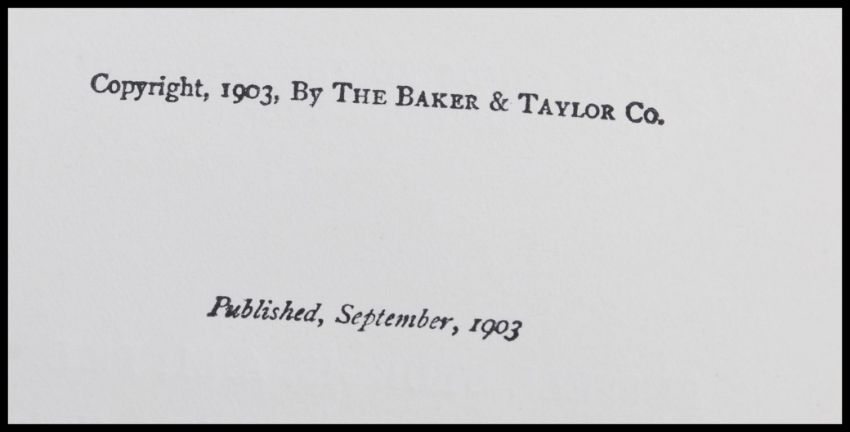 Copyright, 1903, By THE BAKER & TAYLOR Co.
Published, September, 1903